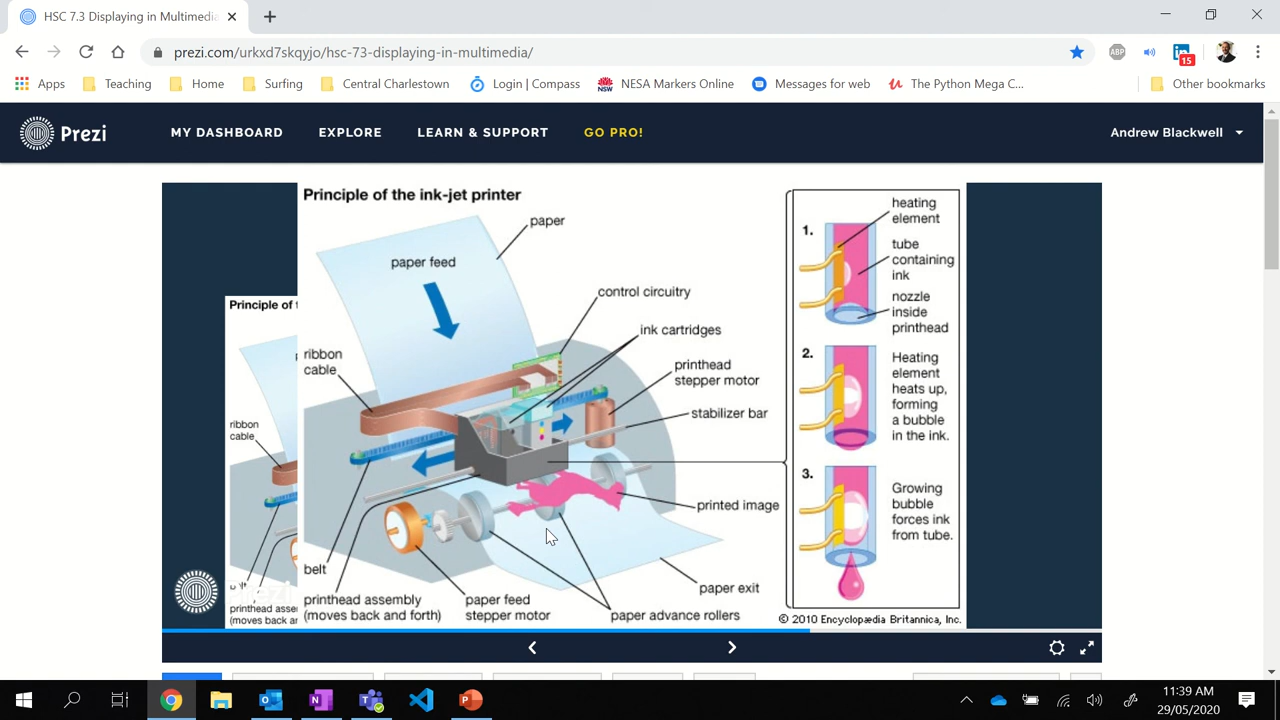 HSC 7.3 Displaying in Multimedia
prezi.com/urkxd7skqyjo/hsc-73-displaying-in-multimedia/
ABP
15
Apps
Teaching
Home
Surfing
Central Charlestown
Login | Compass
NSW
NESA Markers Online
Messages for web
The Python Mega C...
Other bookmarks
Prezi
MY DASHBOARD
EXPLORE
LEARN & SUPPORT
GO PRO!
Andrew Blackwell
Principle of the ink-jet printer
paper
paper feed
control circuitry
ink cartridges
ribbon
cable
printhead
stepper motor
stabilizer bar
printed image
belt
paper exit
printhead assembly
(moves back and forth)
paper feed
stepper motor
paper advance rollers
1.
heating
element
tube
containing
ink
nozzle
inside
printhead
2.
Heating
element
heats up,
forming
a bubble
in the ink.
3.
Growing
bubble
forces ink
from tube.
© 2010 Encyclopædia Britannica, Inc.
Principle of
ribbon
cable
printhead assembly
(moves back
Prezi
11:39 AM
29/05/2020